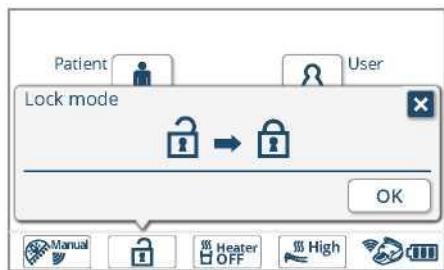 Patient User
Lock mode
OK
Manual Heater OFF High